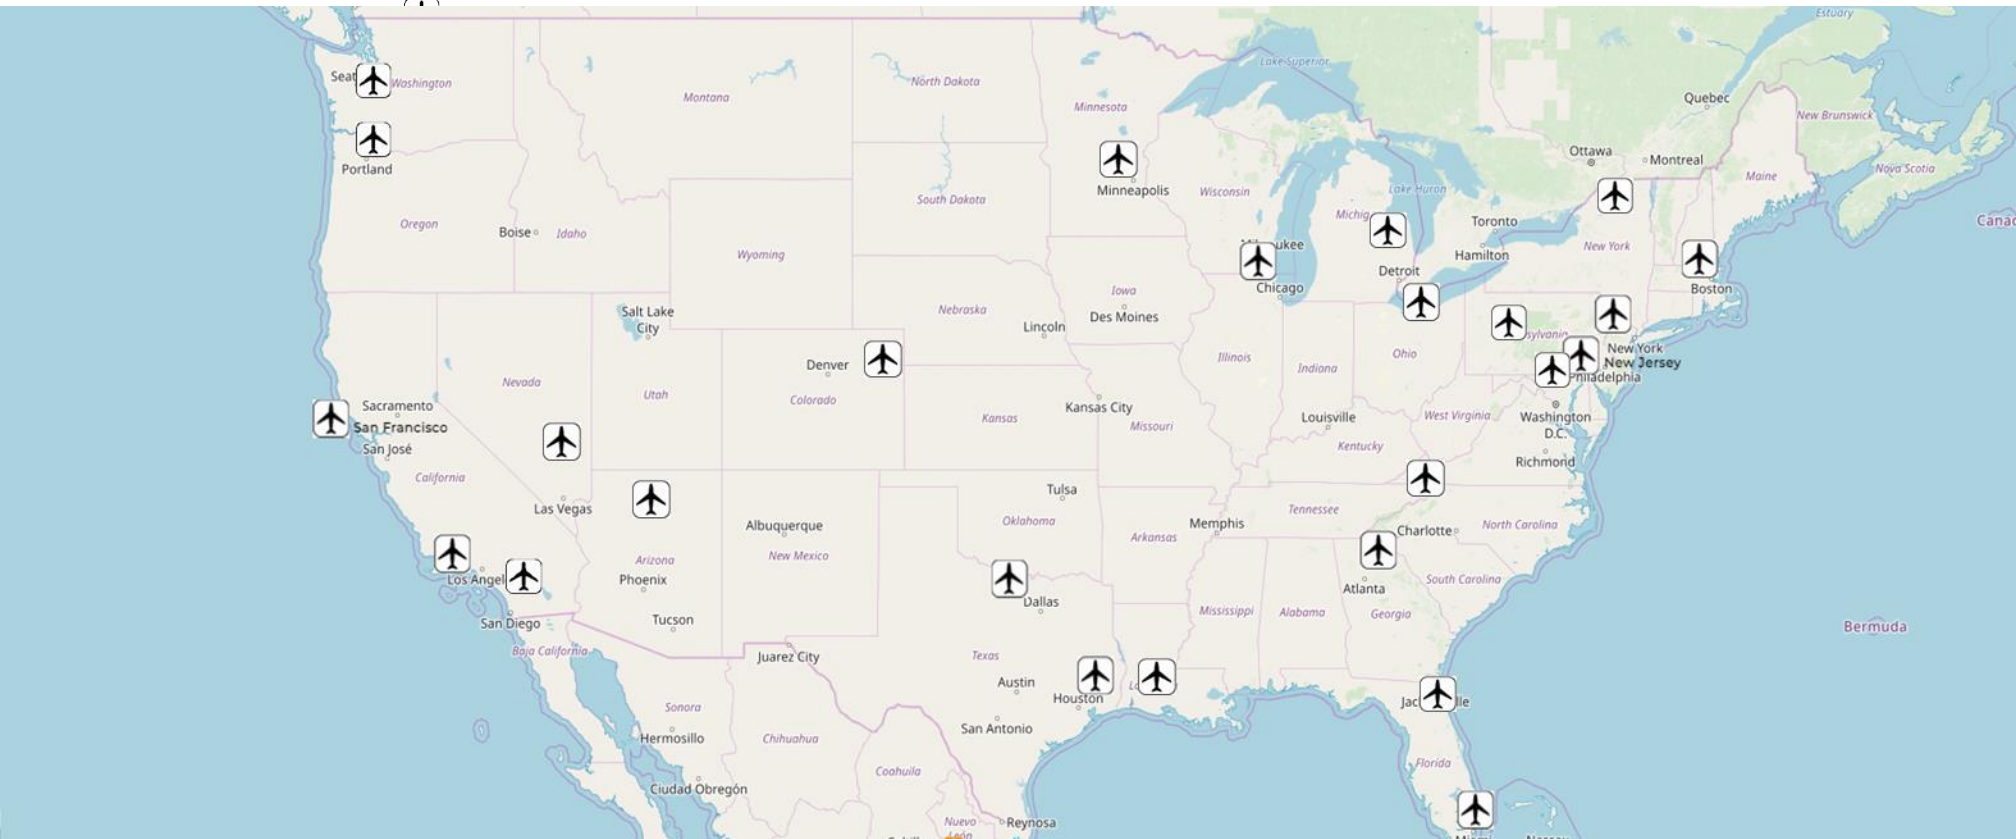 Estuary
Lake Superior
Seat
Washington
Montana
North Dakota
Minnesota
Quebec
New Brunswick
Ottawa
Montreal
Portland
Minneapolis
Wisconsin
South Dakota
Lake Huron
Maine
Nova Scotia
Oregon
Boise
Idaho
Michig
Toronto
Canad
Wyoming
ukee
New York
Hamilton
Detroit
Chicago
Boston
Iowa
Des Moines
Nebraska
Salt Lake
City
Lincoln
sylvania
New York
Denver
Illinois
Indiana
Ohio
New Jersey
Philadelphia
Nevada
Utah
Colorado
Sacramento
San Francisco
San José
Kansas
Kansas City
Missouri
Louisville
West Virginia
Washington
D.C.
Kentucky
Richmond
California
Las Vegas
Tulsa
Oklahoma
Albuquerque
New Mexico
Memphis
Tennessee
Arkansas
Charlotte
North Carolina
Arizona
Phoenix
Los Angel
Atlanta
South Carolina
Dallas
Mississippi
Alabama
Georgia
San Diego
Tucson
Bermuda
Baja California
Juarez City
Texas
Austin
Houston
Jac
lle
Sonora
San Antonio
Hermosillo
Chihuahua
Florida
Coahuila
Ciudad Obregón
Nuevo
León
Reynosa